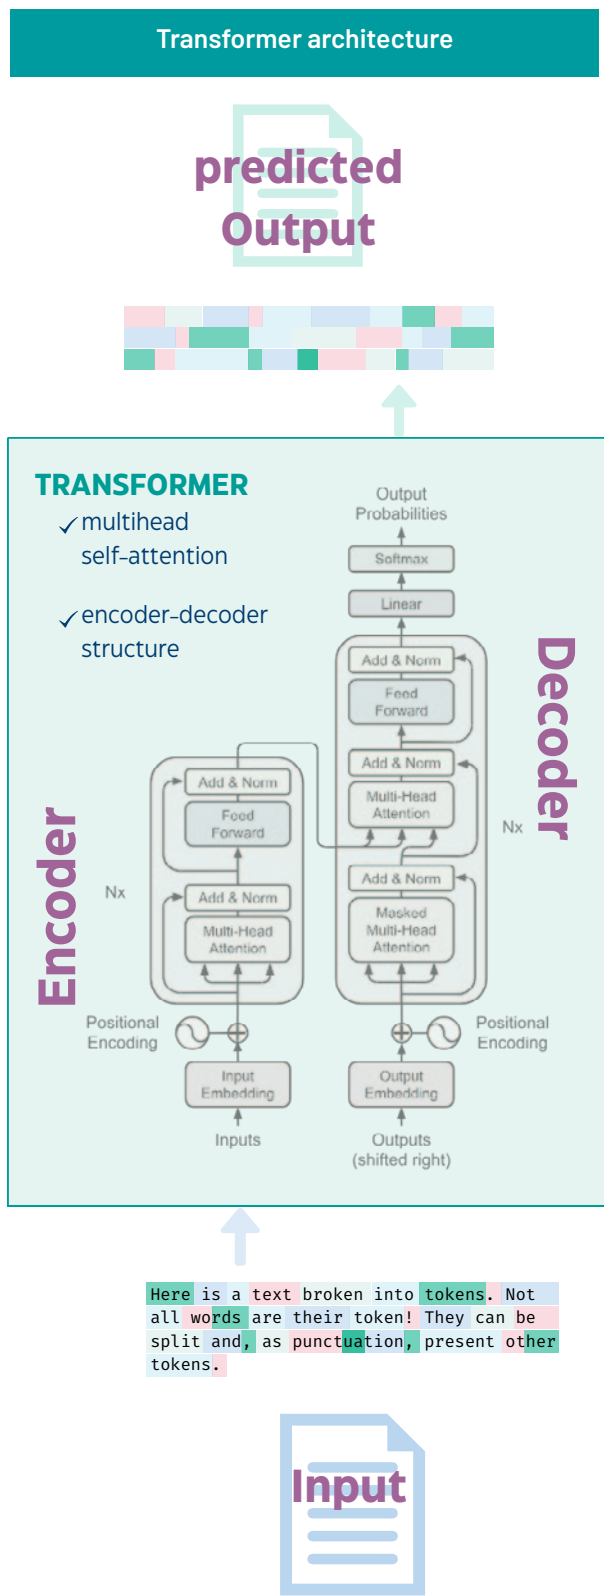 Transformer architecture
predicted
Output
TRANSFORMER
✓ multihead
self-attention
✓ encoder-decoder
structure
Output
Probabilities
Softmax
Linear
Add & Norm
Feed
Forward
Add & Norm
Multi-Head
Attention
Add & Norm
Masked
Multi-Head
Attention
Nx
Decoder
Add & Norm
Feed
Forward
Add & Norm
Multi-Head
Attention
Nx
Encoder
Positional
Encoding
Positional
Encoding
Input
Embedding
Output
Embedding
Inputs
Outputs
(shifted right)
Here is a text broken into tokens. Not
all words are their token! They can be
split and, as punctuation, present other
tokens.
Input